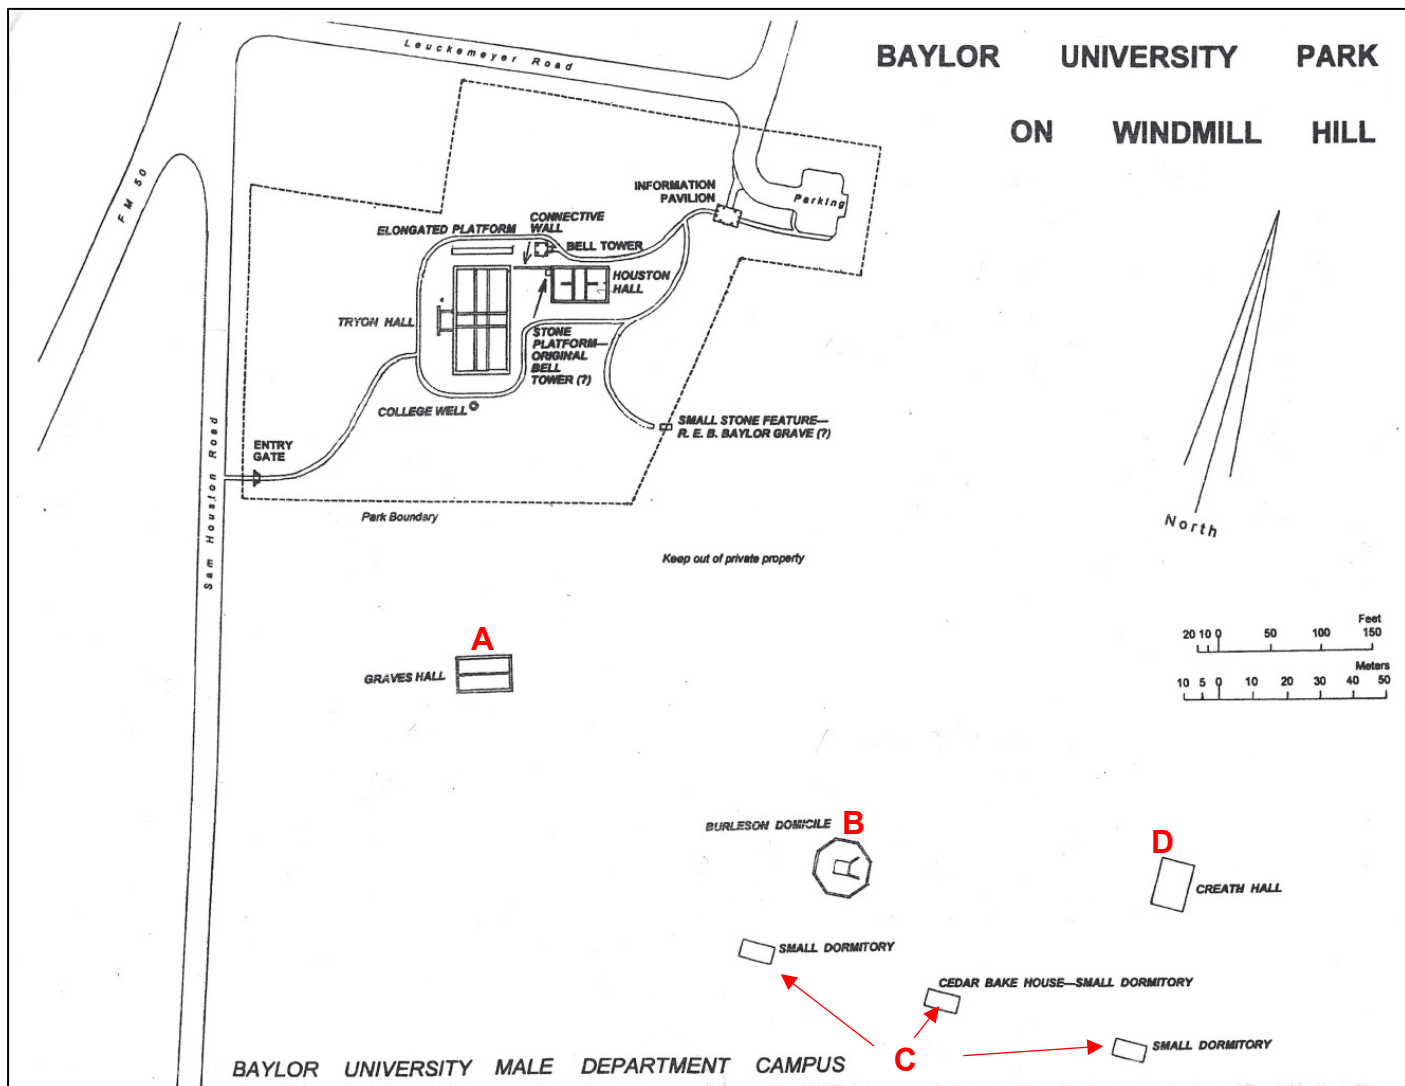 BAYLOR UNIVERSITY PARK
ON WINDMILL HILL
Leuckemeyer Road
FM 50
INFORMATION
PAVILION
Parking
CONNECTIVE
WALL
ELONGATED PLATFORM
BELL TOWER
HOUSTON
HALL
TRYON HALL
STONE
PLATFORM—
ORIGINAL
BELL
TOWER (?)
COLLEGE WELL
SMALL STONE FEATURE—
R. E. B. BAYLOR GRAVE (?)
ENTRY
GATE
Sam Houston Road
Park Boundary
Keep out of private property
North
Feet
20 10 0 50 100 150
Meters
10 5 0 10 20 30 40 50
A
GRAVES HALL
BURLESON DOMICILE
B
D
CREATH HALL
SMALL DORMITORY
CEDAR BAKE HOUSE—SMALL DORMITORY
C
SMALL DORMITORY
BAYLOR UNIVERSITY MALE DEPARTMENT CAMPUS